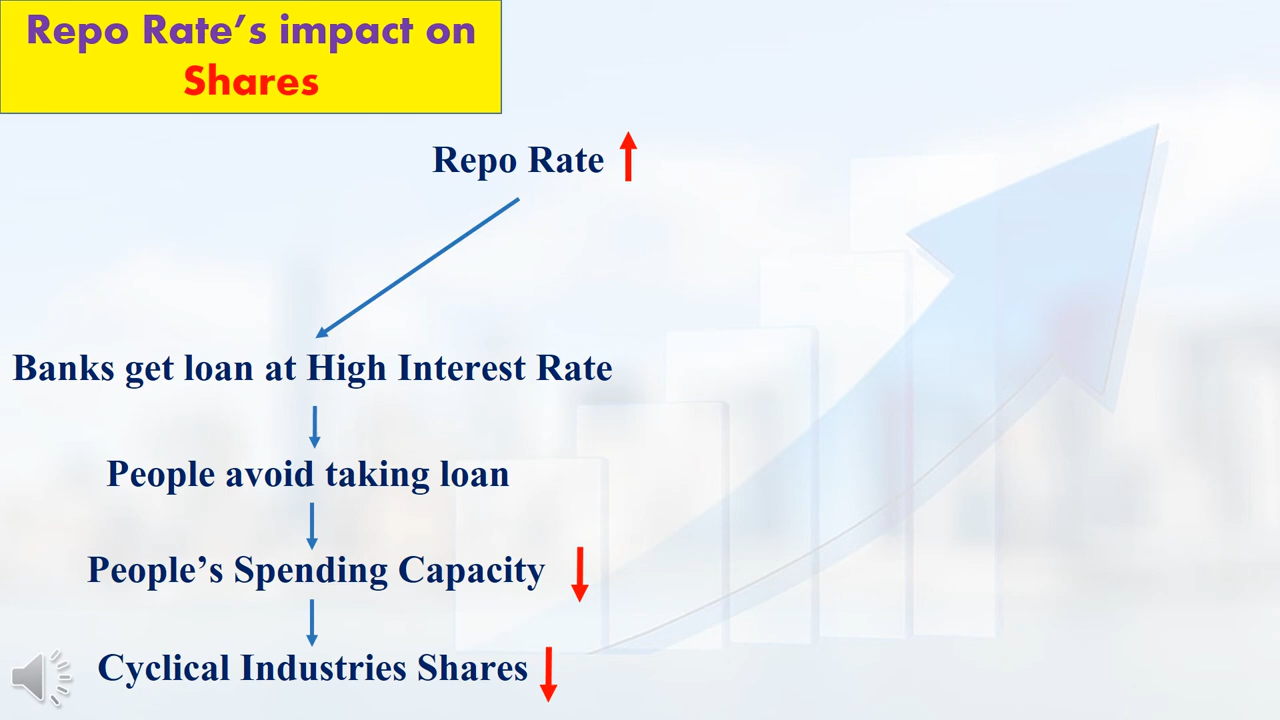 Repo Rate’s impact on
Shares
Repo Rate
Banks get loan at High Interest Rate
People avoid taking loan
People’s Spending Capacity
Cyclical Industries Shares